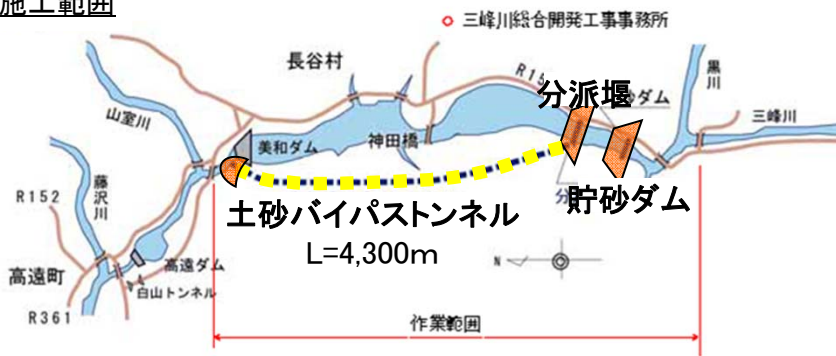 施工範囲
三峰川総合開発工事事務所
長谷村
R15
分派堰
ダム
黒川
三峰川
山室川
美和ダム
神田橋
藤沢川
R152
分
貯砂ダム
土砂バイパストンネル
L=4,300m
N
高遠町
高遠ダム
白山トンネル
R361
作業範囲